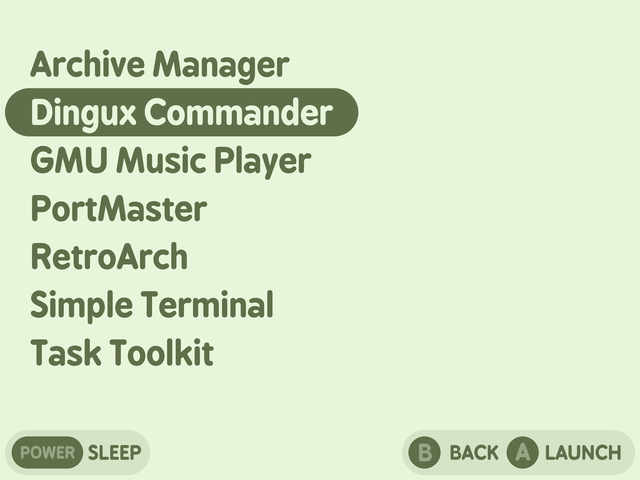 Archive Manager
Dingux Commander
GMU Music Player
PortMaster
RetroArch
Simple Terminal
Task Toolkit
POWER SLEEP B BACK A LAUNCH